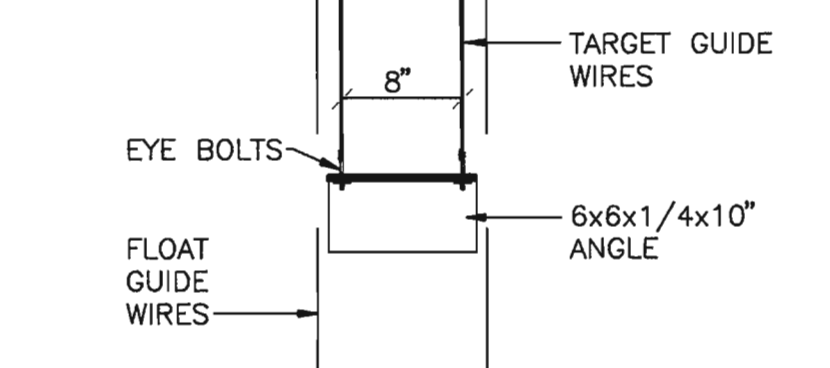 TARGET GUIDE
WIRES
8"
EYE BOLTS
6x6x1/4x10"
ANGLE
FLOAT
GUIDE
WIRES